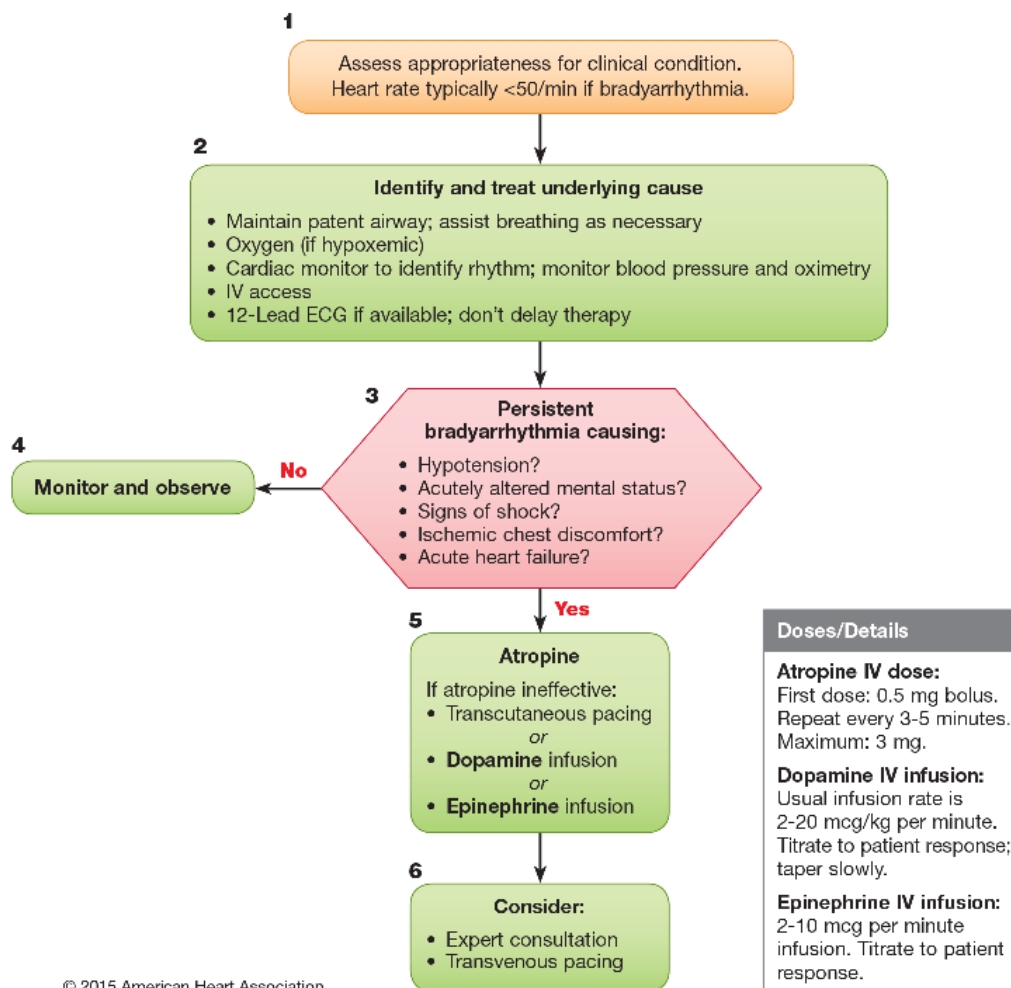 1
Assess appropriateness for clinical condition.
Heart rate typically <50/min if bradyarrhythmia.
2
Identify and treat underlying cause
• Maintain patent airway; assist breathing as necessary
• Oxygen (if hypoxemic)
• Cardiac monitor to identify rhythm; monitor blood pressure and oximetry
• IV access
• 12-Lead ECG if available; don't delay therapy
3
Persistent
bradyarrhythmia causing:
• Hypotension?
• Acutely altered mental status?
• Signs of shock?
• Ischemic chest discomfort?
• Acute heart failure?
4
No
Monitor and observe
Yes
5
Atropine
If atropine ineffective:
• Transcutaneous pacing
or
• Dopamine infusion
or
• Epinephrine infusion
6
Consider:
• Expert consultation
• Transvenous pacing
Doses/Details
Atropine IV dose:
First dose: 0.5 mg bolus.
Repeat every 3-5 minutes.
Maximum: 3 mg.
Dopamine IV infusion:
Usual infusion rate is
2-20 mcg/kg per minute.
Titrate to patient response;
taper slowly.
Epinephrine IV infusion:
2-10 mcg per minute
infusion. Titrate to patient
response.
© 2015 American Heart Association